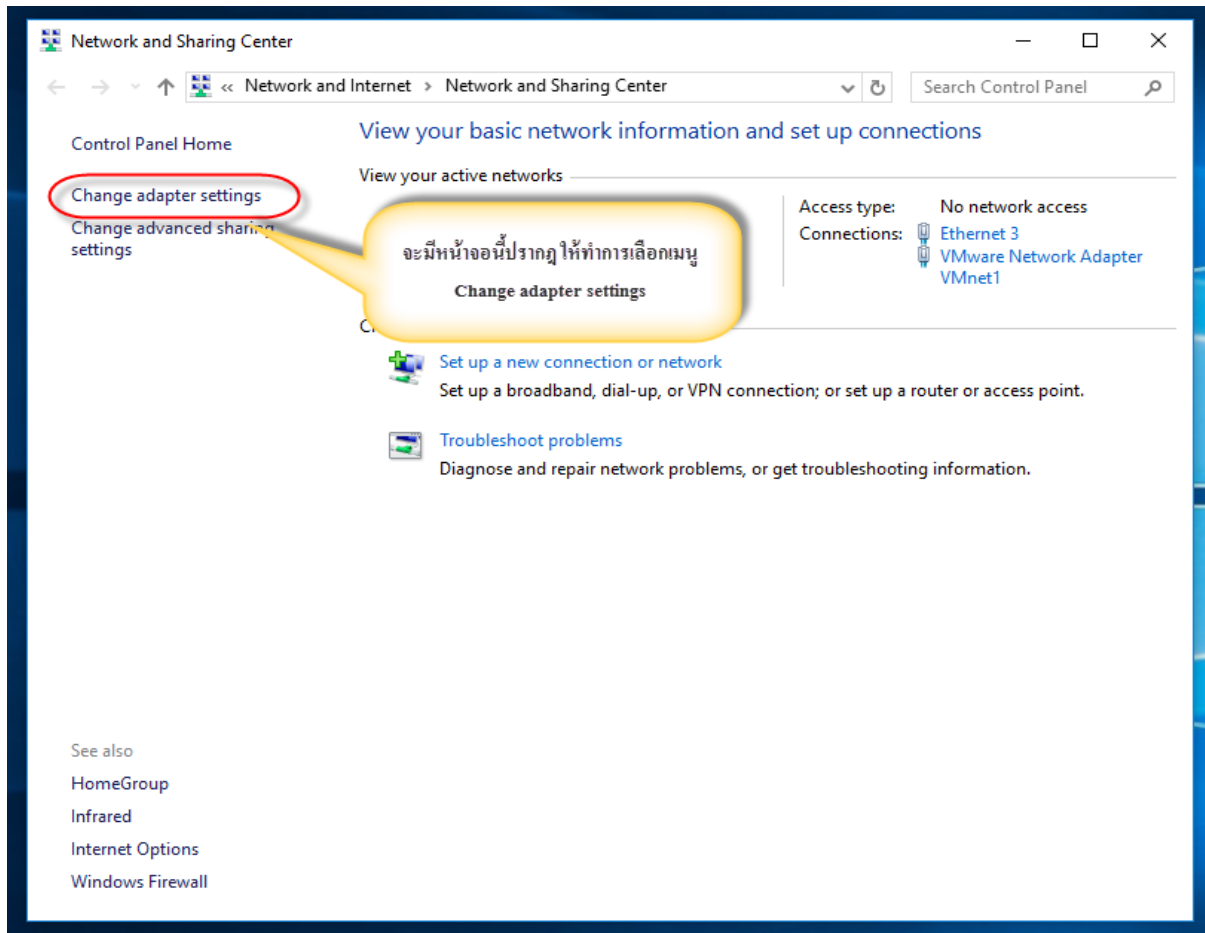 Network and Sharing Center
« Network and Internet > Network and Sharing Center
Search Control Panel
Control Panel Home
Change adapter settings
Change advanced sharing
settings
View your basic network information and set up connections
View your active networks
Access type: No network access
Connections: Ethernet 3
VMware Network Adapter
VMnet1
จะมีหน้าจอนี้ปรากฎ ให้ทำการเลือกเมนู
Change adapter settings
Set up a new connection or network
Set up a broadband, dial-up, or VPN connection; or set up a router or access point.
Troubleshoot problems
Diagnose and repair network problems, or get troubleshooting information.
See also
HomeGroup
Infrared
Internet Options
Windows Firewall